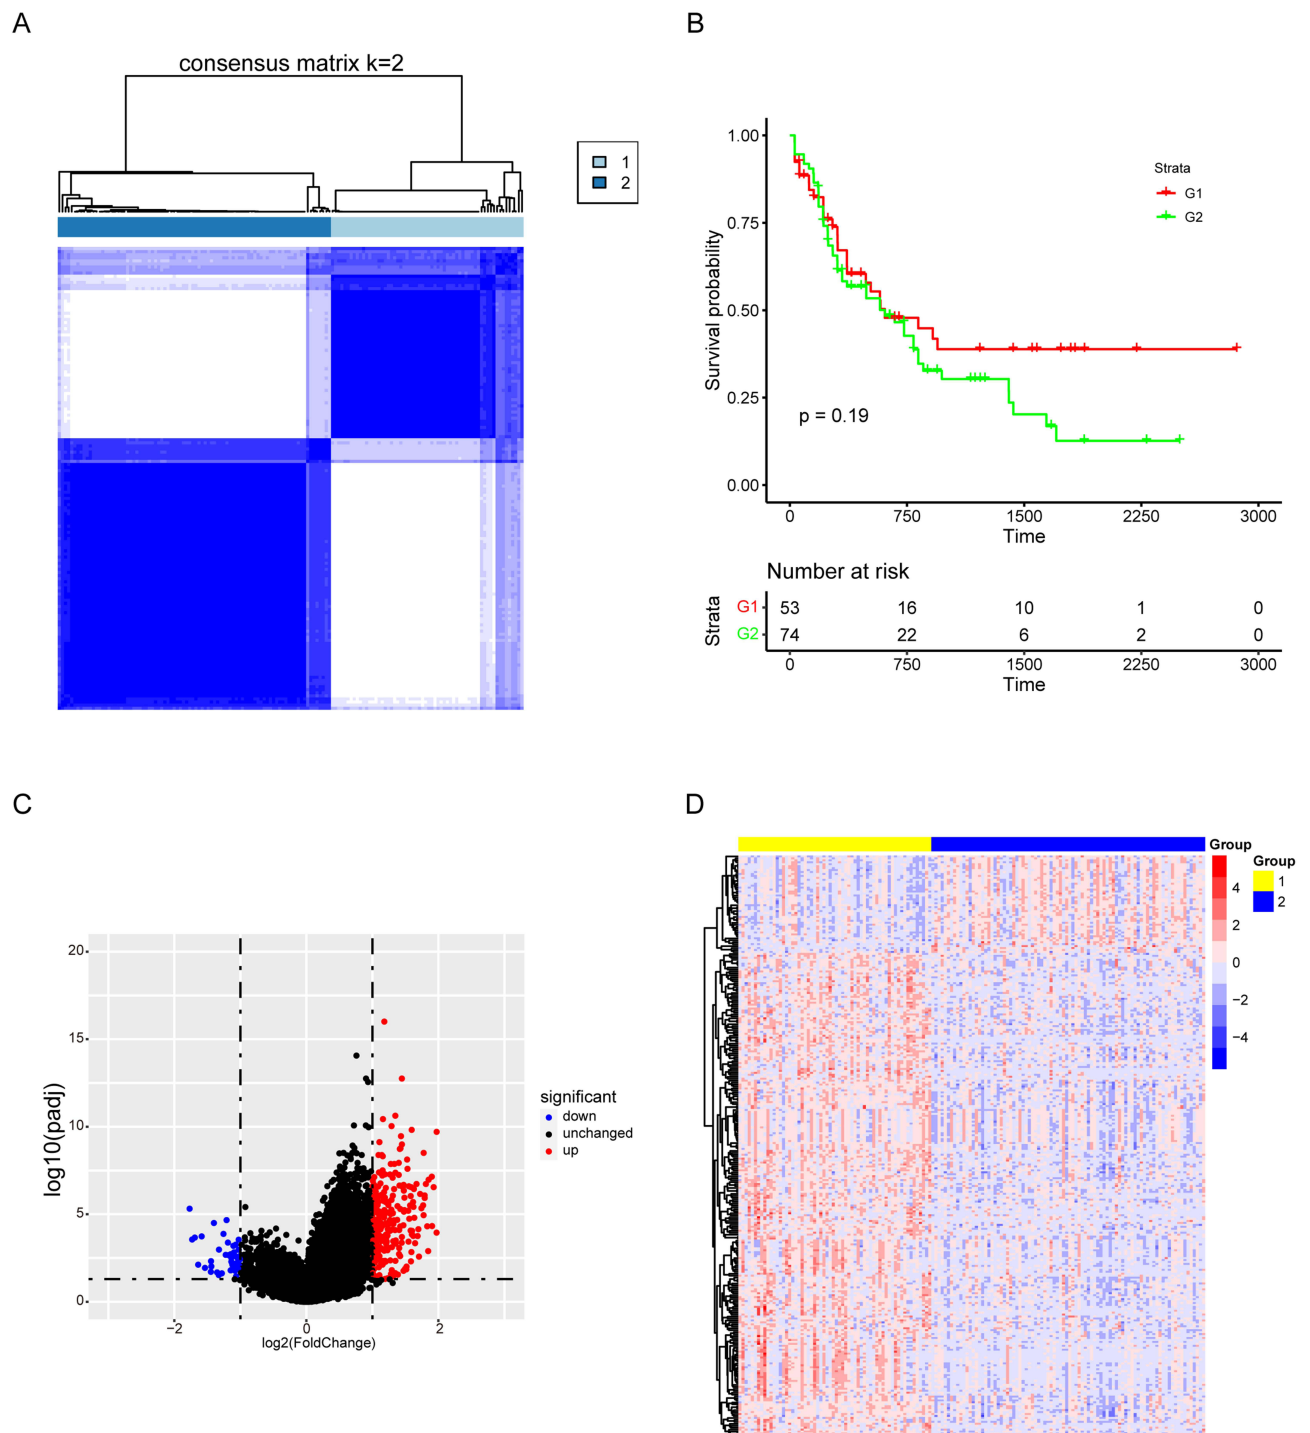 A
consensus matrix k=2
1
2
B
1.00
0.75
0.50
0.25
0.00
Survival probability
p = 0.19
Strata
G1
G2
0 750 1500 2250 3000
Time
Number at risk
Strata
G1 53 16 10 1 0
G2 74 22 6 2 0
0 750 1500 2250 3000
Time
C
20
15
10
5
0
log10(padj)
−2 0 2
log2(FoldChange)
significant
down
unchanged
up
D
Group
4
2
0
−2
−4
Group
1
2